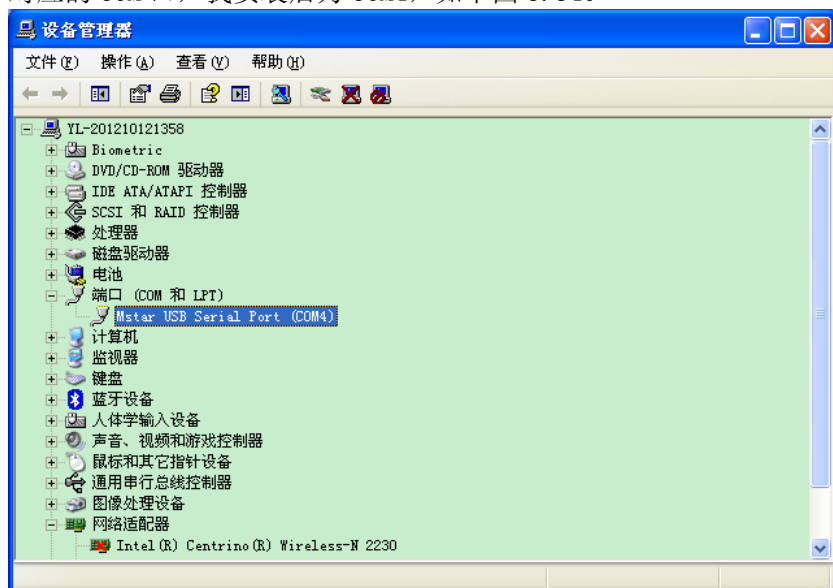 设备管理器
文件(F) 操作(A) 查看(V) 帮助(H)
YL-201210121358
Biometric
DVD/CD-ROM 驱动器
IDE ATA/ATAPI 控制器
SCSI 和 RAID 控制器
处理器
磁盘驱动器
电池
端口 (COM 和 LPT)
Mstar USB Serial Port (COM4)
计算机
监视器
键盘
蓝牙设备
人体学输入设备
声音、视频和游戏控制器
鼠标和其它指针设备
通用串行总线控制器
图像处理设备
网络适配器
Intel(R) Centrino(R) Wireless-N 2230